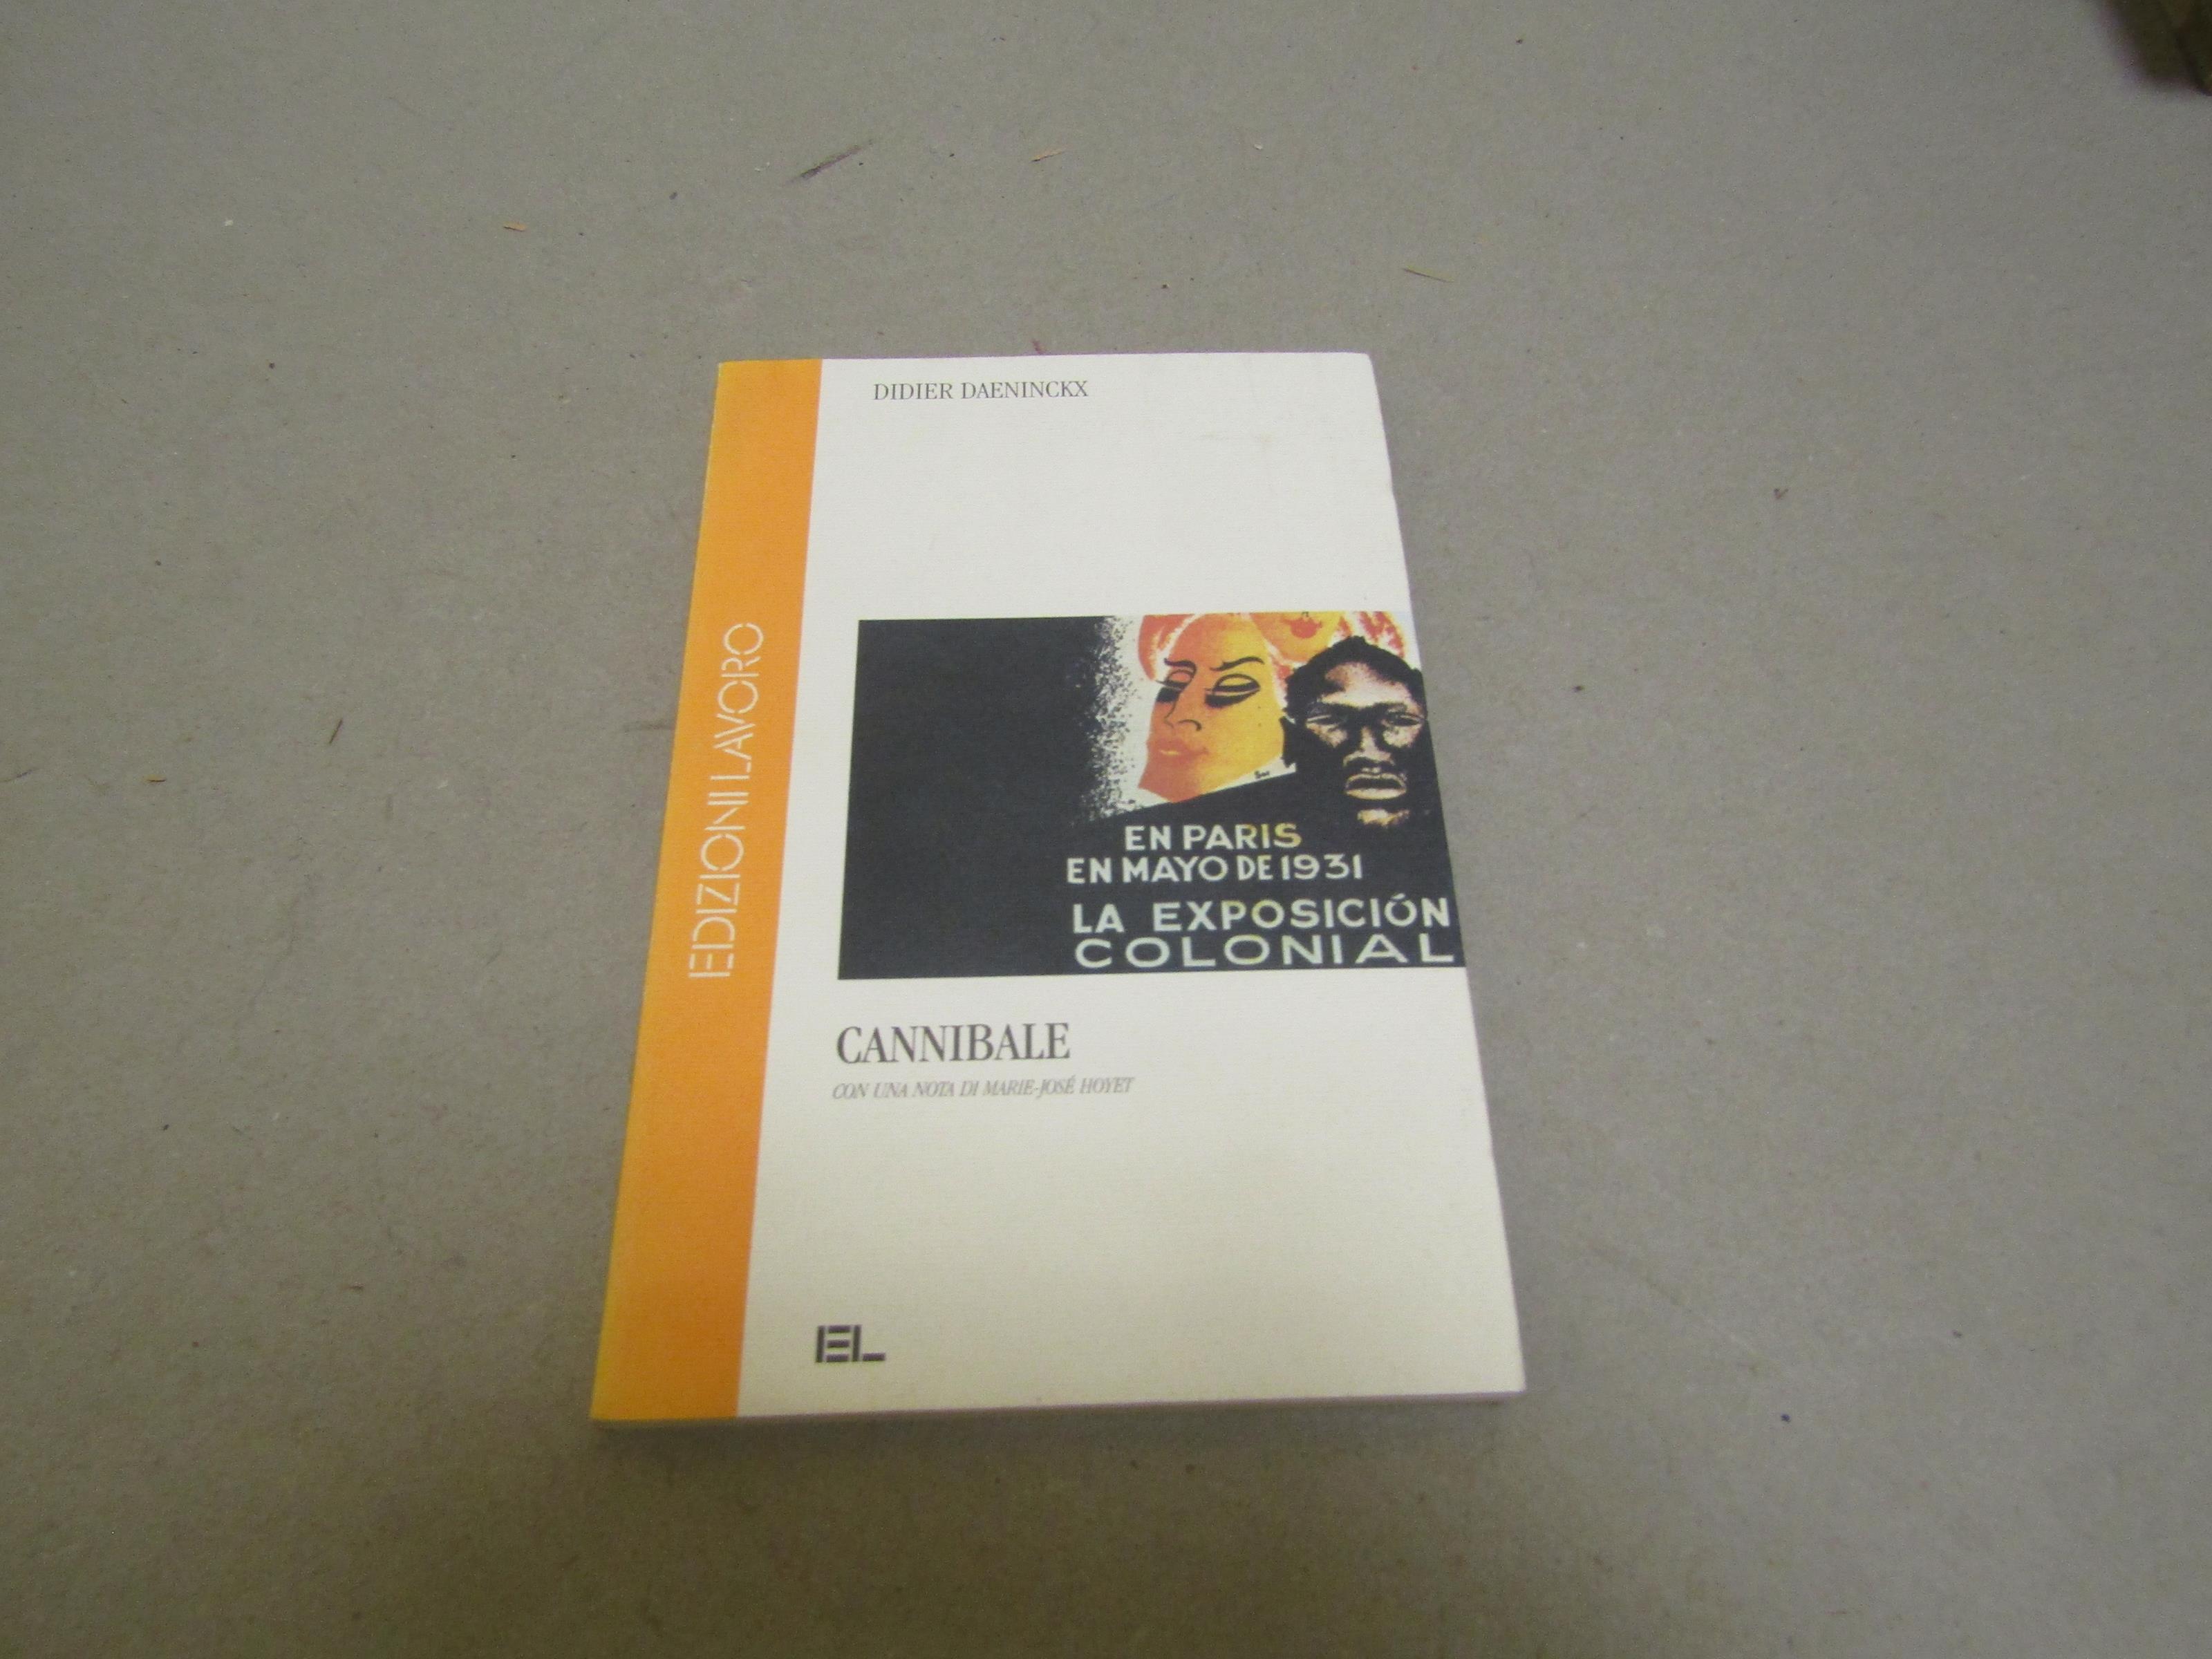 DIDIER DAENINCKX
EDIZIONI LAVORO
EN PARIS
EN MAYO DE 1931
LA EXPOSICIÓN
COLONIAL
CANNIBALE
CON UNA NOTA DI MARIE-JOSÉ HOYET
EL